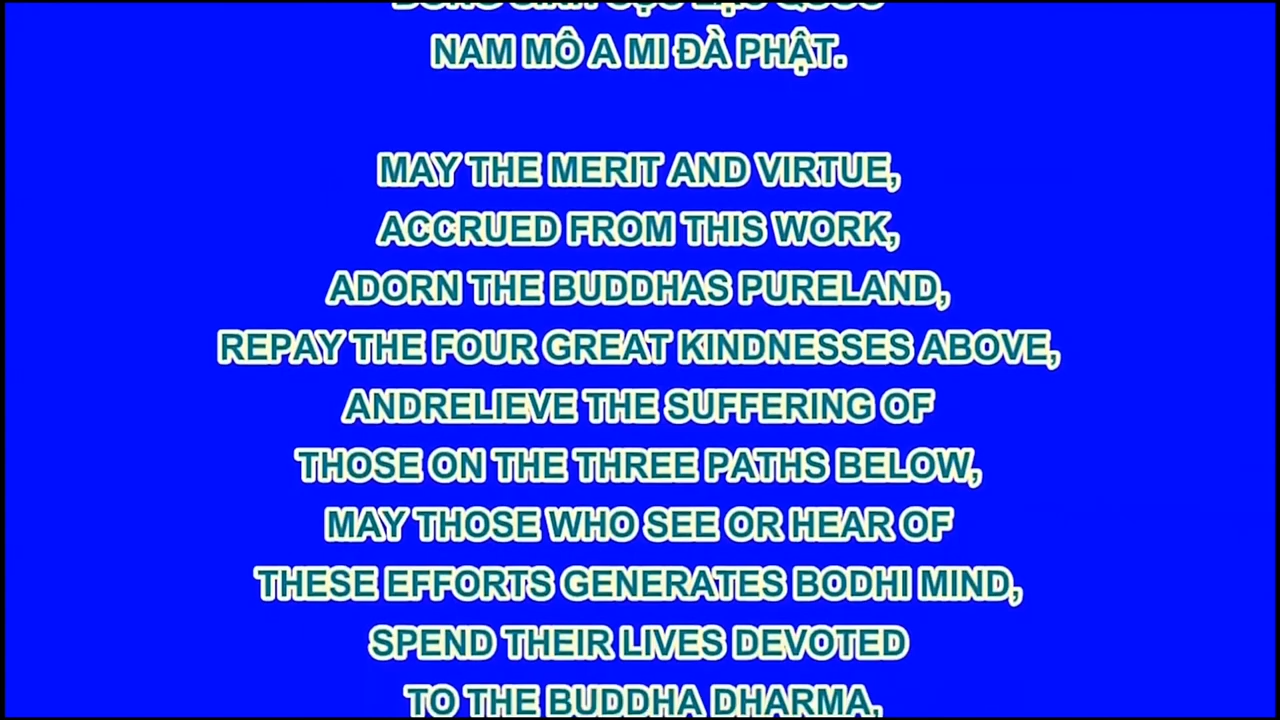 NAM MÔ A MI ĐÀ PHẬT.
MAY THE MERIT AND VIRTUE,
ACCRUED FROM THIS WORK,
ADORN THE BUDDHAS PURELAND,
REPAY THE FOUR GREAT KINDNESSES ABOVE,
ANDRELIEVE THE SUFFERING OF
THOSE ON THE THREE PATHS BELOW,
MAY THOSE WHO SEE OR HEAR OF
THESE EFFORTS GENERATES BODHI MIND,
SPEND THEIR LIVES DEVOTED
TO THE BUDDHA DHARMA,